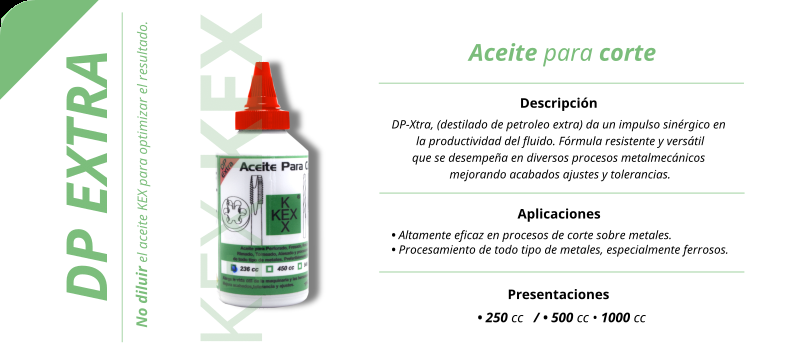 DP EXTRA
No diluir el aceite KEX para optimizar el resultado.
KEX KEX
DP
Extra
Aceite Para C
K
KEX
X
236 cc
450 cc
Aceite para corte
Descripción
DP-Xtra, (destilado de petroleo extra) da un impulso sinérgico en
la productividad del fluido. Fórmula resistente y versátil
que se desempeña en diversos procesos metalmecánicos
mejorando acabados ajustes y tolerancias.
Aplicaciones
• Altamente eficaz en procesos de corte sobre metales.
• Procesamiento de todo tipo de metales, especialmente ferrosos.
Presentaciones
• 250 cc / • 500 cc • 1000 cc